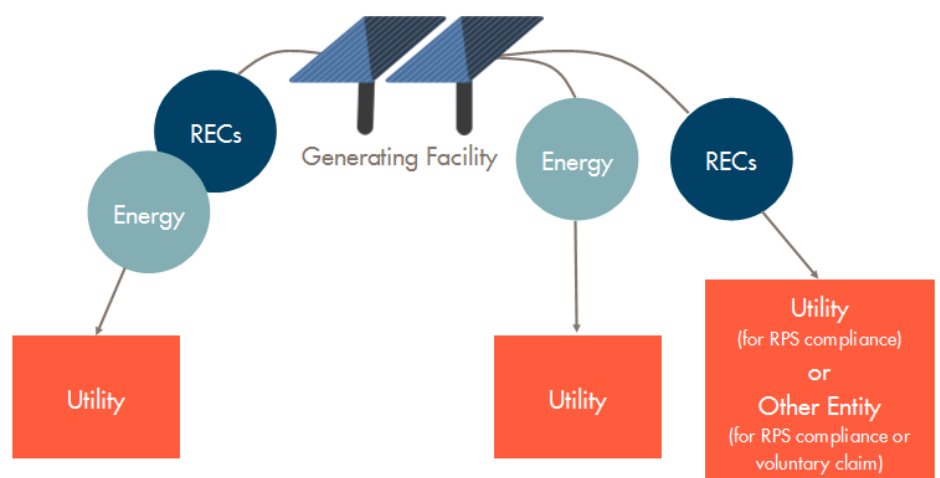 RECs
Generating Facility
Energy
RECs
Energy
Utility
Utility
Utility
(for RPS compliance)
or
Other Entity
(for RPS compliance or
voluntary claim)